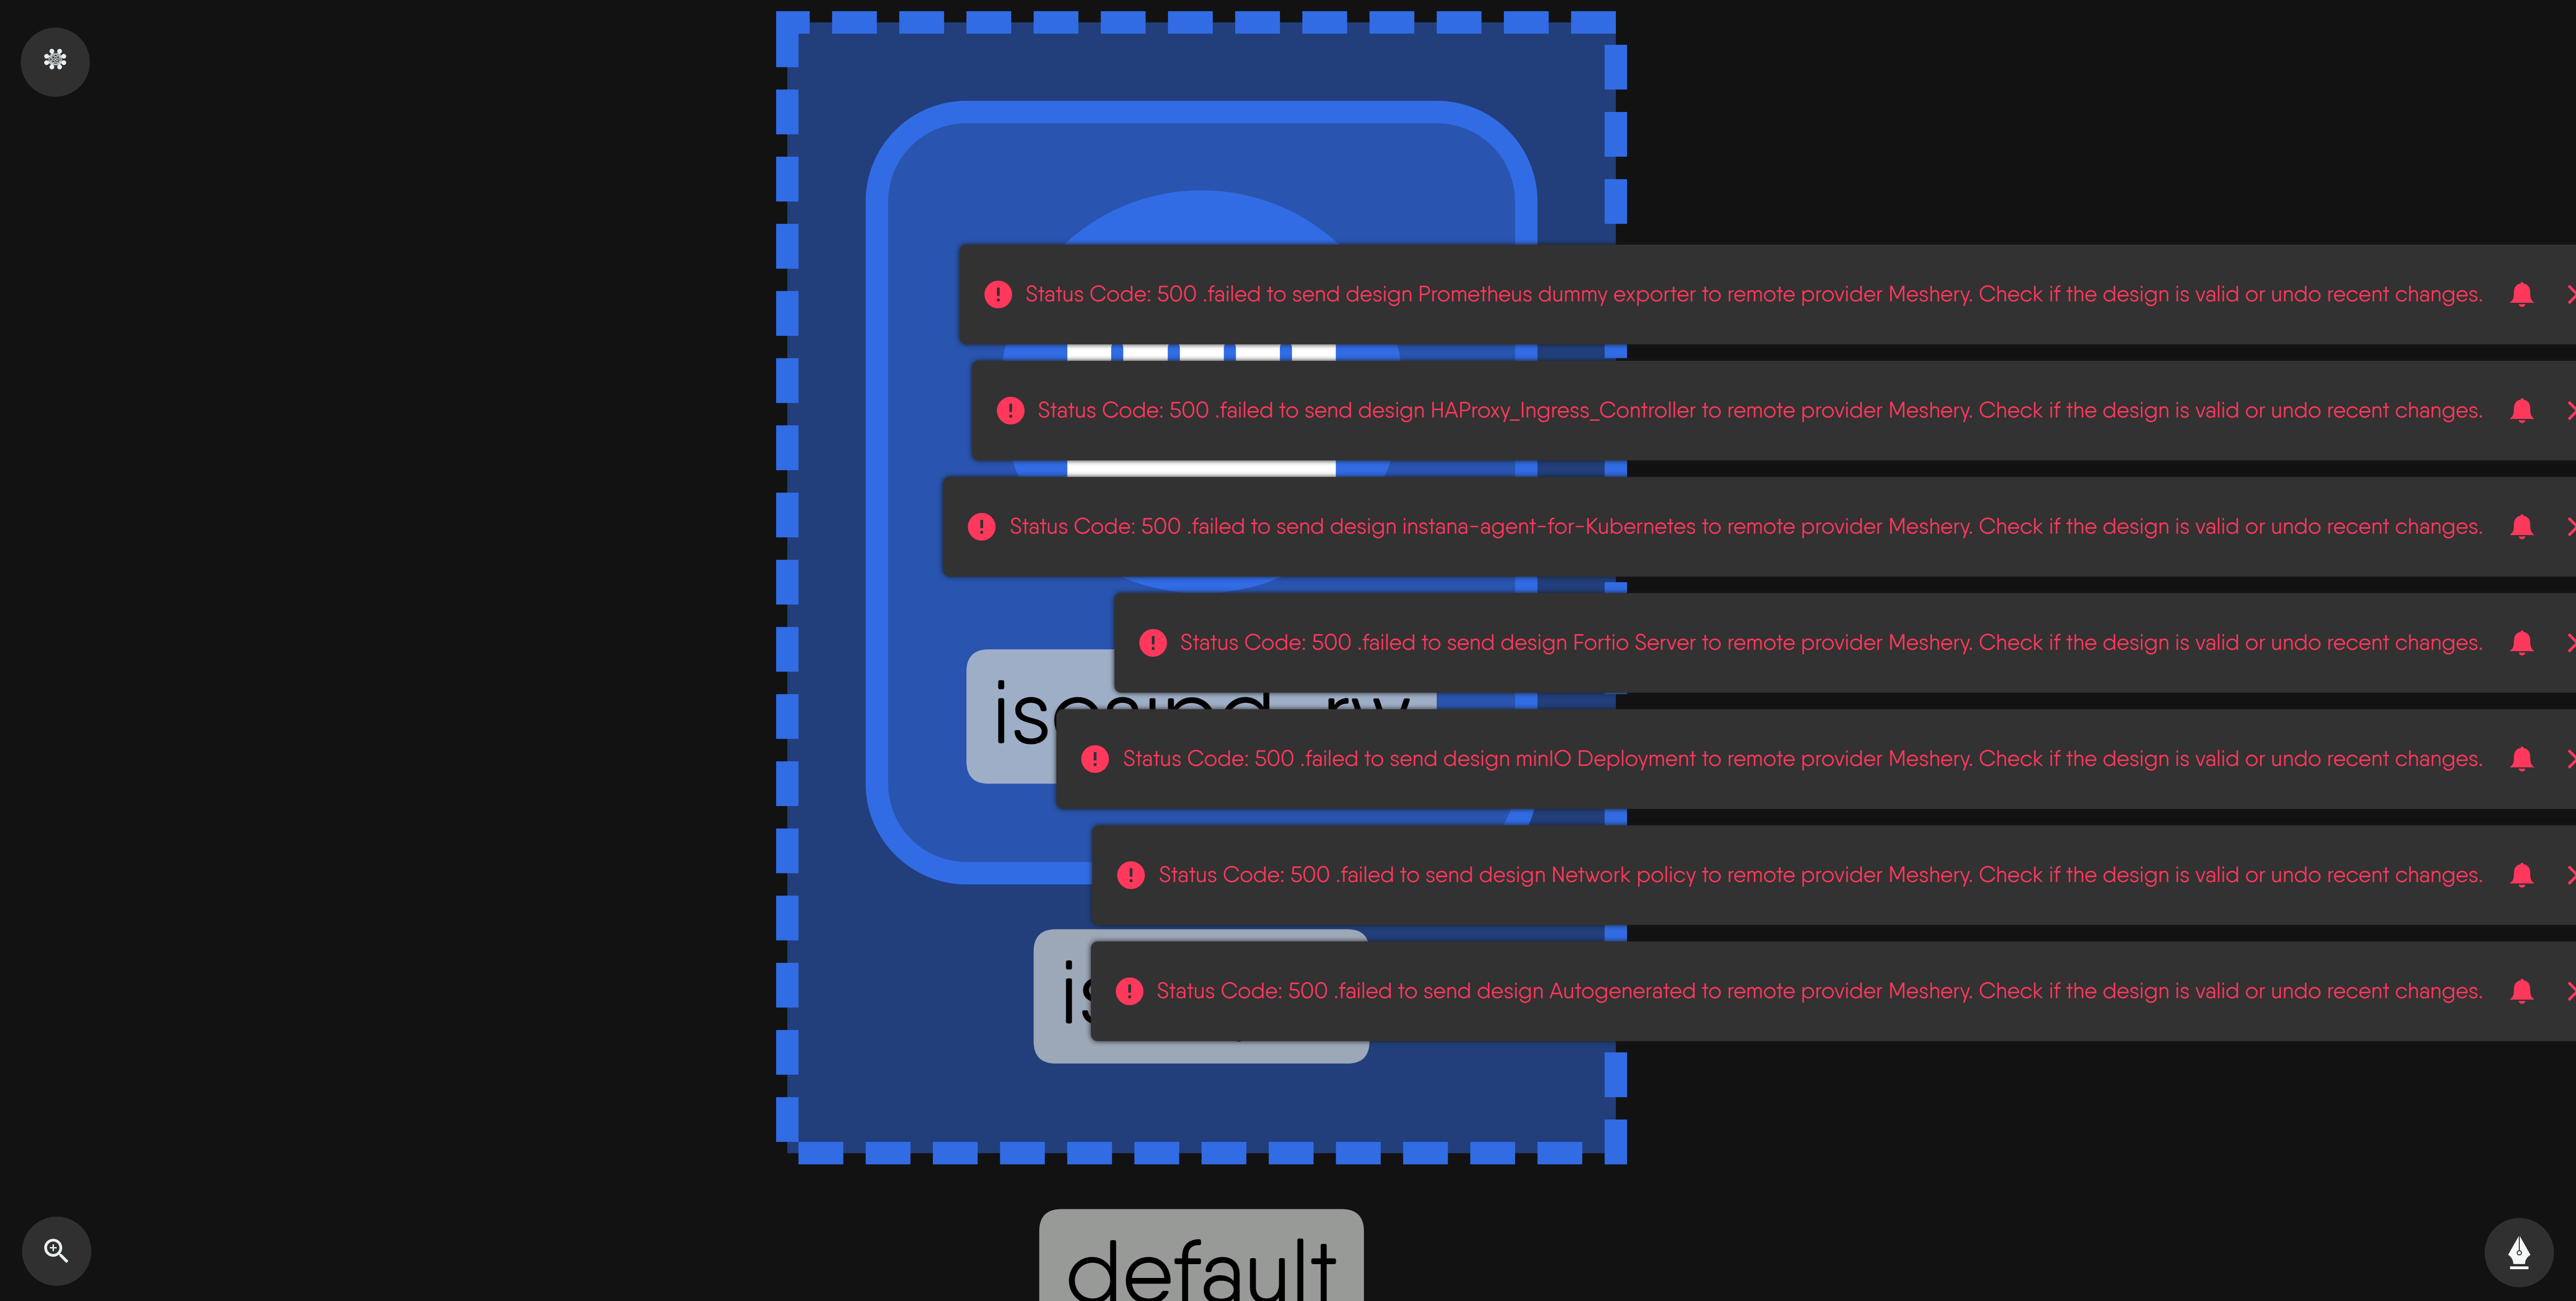 Status Code: 500 .failed to send design Prometheus dummy exporter to remote provider Meshery. Check if the design is valid or undo recent changes.
Status Code: 500 .failed to send design HAProxy_Ingress_Controller to remote provider Meshery. Check if the design is valid or undo recent changes.
Status Code: 500 .failed to send design instana-agent-for-Kubernetes to remote provider Meshery. Check if the design is valid or undo recent changes.
Status Code: 500 .failed to send design Fortio Server to remote provider Meshery. Check if the design is valid or undo recent changes.
Status Code: 500 .failed to send design minIO Deployment to remote provider Meshery. Check if the design is valid or undo recent changes.
Status Code: 500 .failed to send design Network policy to remote provider Meshery. Check if the design is valid or undo recent changes.
Status Code: 500 .failed to send design Autogenerated to remote provider Meshery. Check if the design is valid or undo recent changes.
default